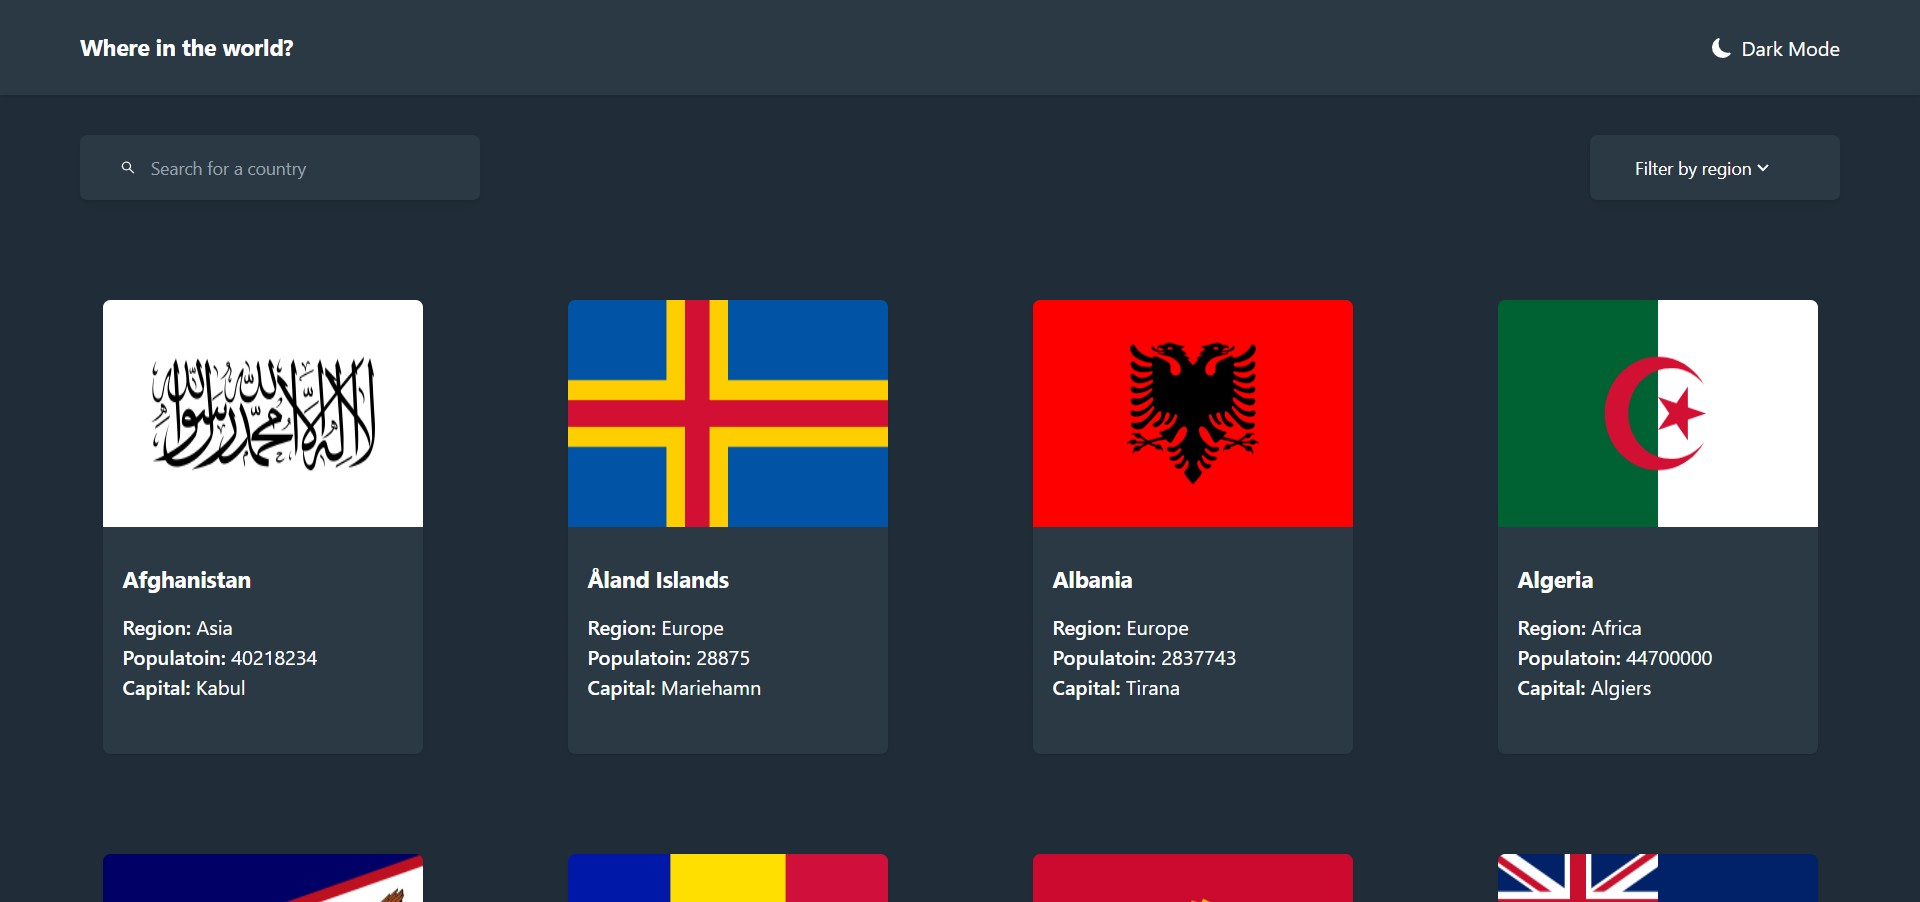 Where in the world?
Dark Mode
Search for a country
Filter by region
لا إله إلا الله محمد رسول الله
Afghanistan
Region: Asia
Populatoin: 40218234
Capital: Kabul
Åland Islands
Region: Europe
Populatoin: 28875
Capital: Mariehamn
Albania
Region: Europe
Populatoin: 2837743
Capital: Tirana
Algeria
Region: Africa
Populatoin: 44700000
Capital: Algiers